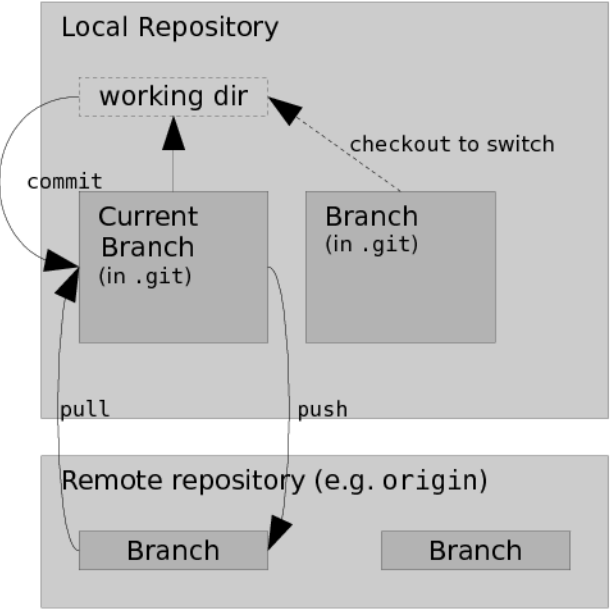 Local Repository
working dir
checkout to switch
commit
Current
Branch
(in .git)
Branch
(in .git)
pull
push
Remote repository (e.g. origin)
Branch
Branch